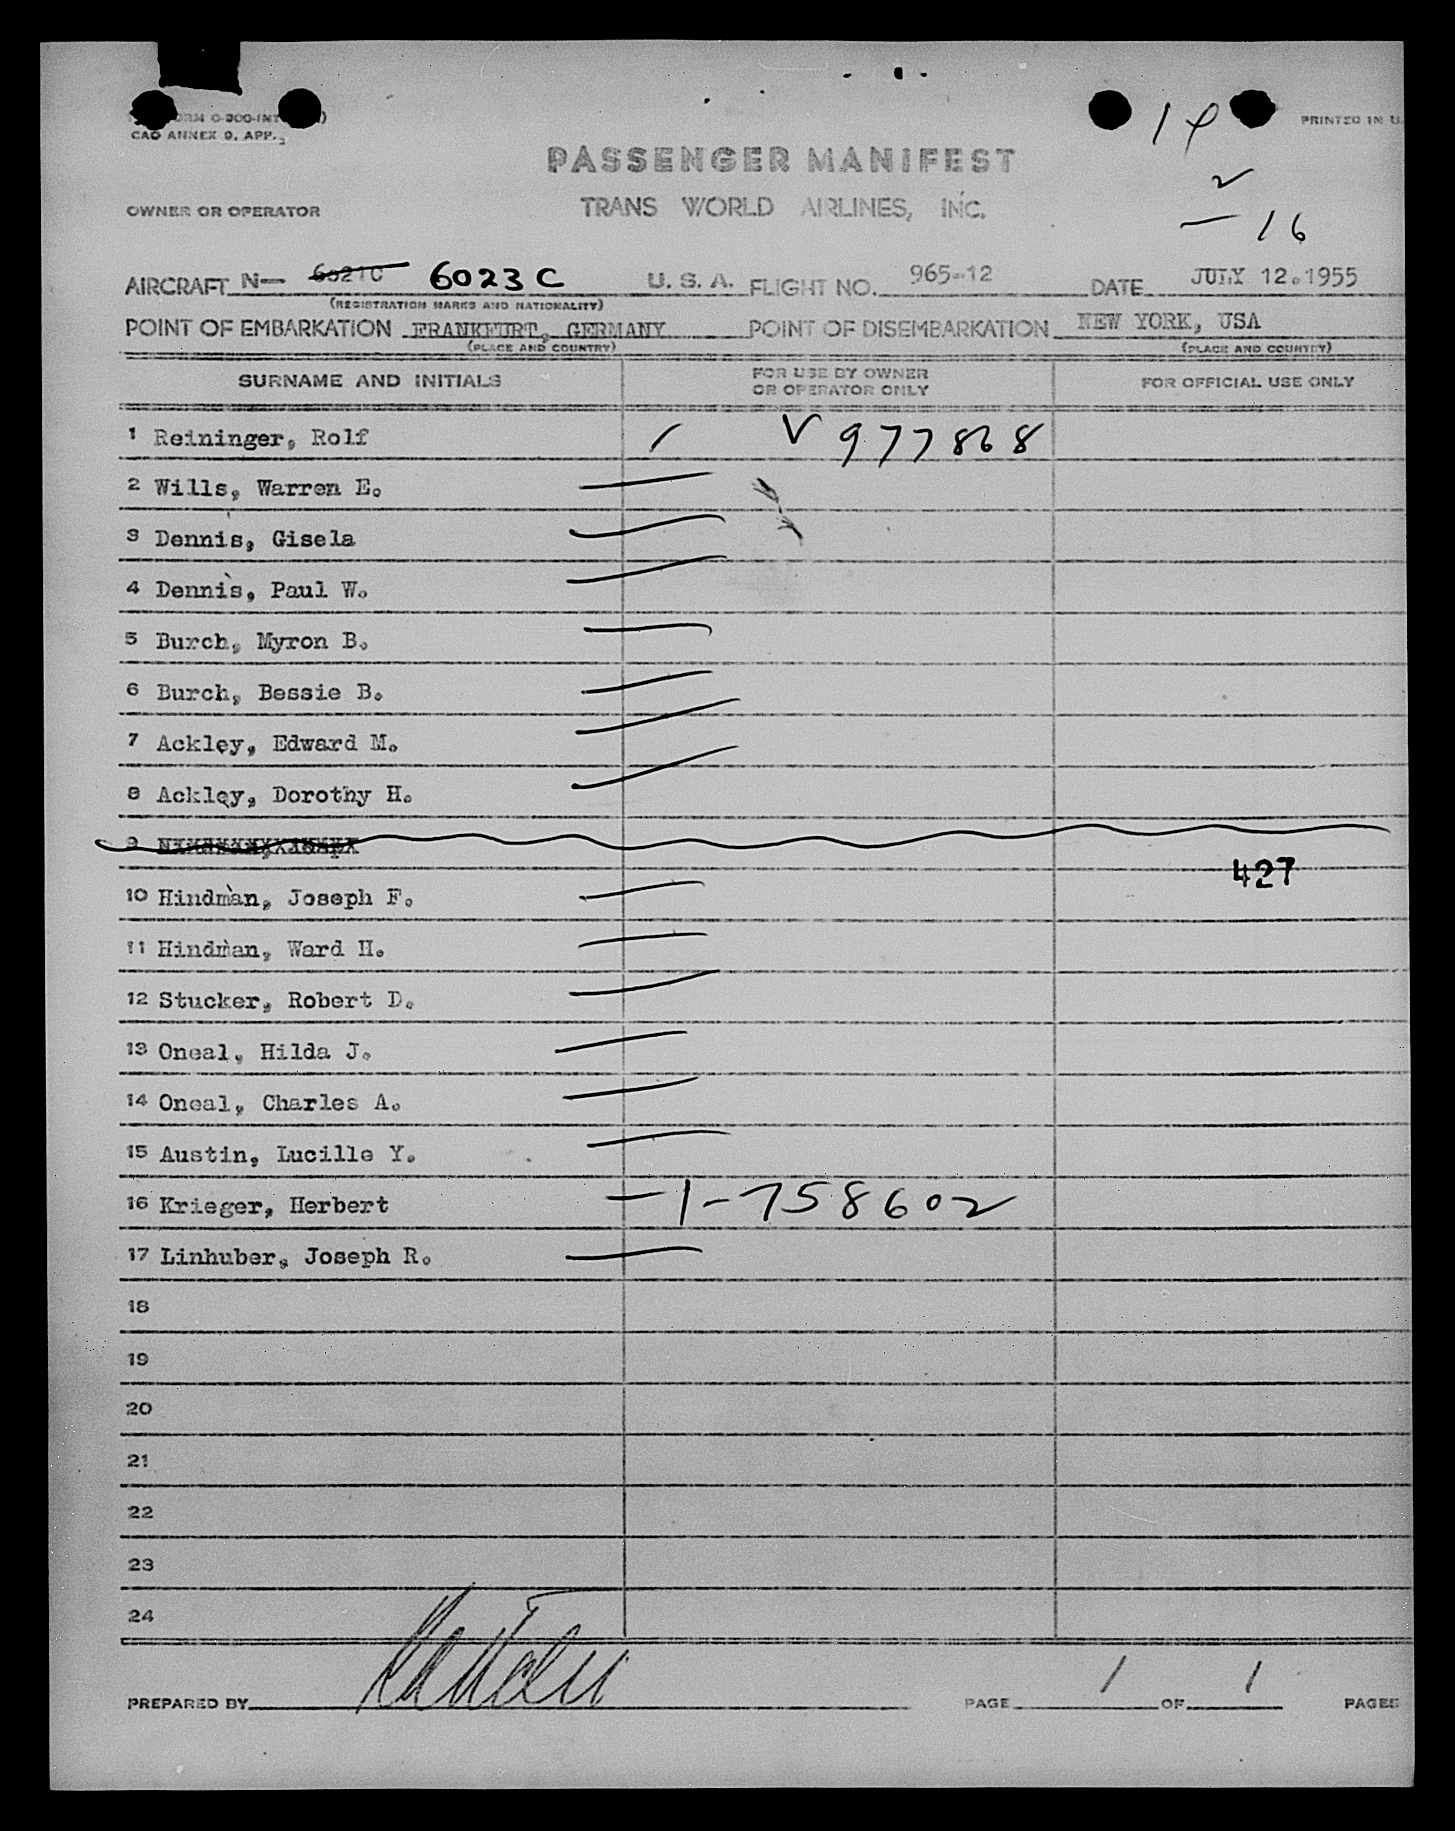 CAO ANNEX 9, APP. 2
PRINTED IN U.
PASSENGER MANIFEST
OWNER OR OPERATOR TRANS WORLD AIRLINES, INC.
2
— 16
AIRCRAFT N— 6021C 6023C U. S. A. FLIGHT NO. 965-12 DATE JULY 12.1955
(REGISTRATION MARKS AND NATIONALITY)
POINT OF EMBARKATION FRANKFURT, GERMANY POINT OF DISEMBARKATION NEW YORK, USA
(PLACE AND COUNTRY) (PLACE AND COUNTRY)
SURNAME AND INITIALS FOR USE BY OWNER OR OPERATOR ONLY FOR OFFICIAL USE ONLY
1 Reininger, Rolf V 977868
2 Wills, Warren E.
3 Dennis, Gisela
4 Dennis, Paul W.
5 Burch, Myron B.
6 Burch, Bessie B.
7 Ackley, Edward M.
8 Ackley, Dorothy H.
9
427
10 Hindman, Joseph F.
11 Hindman, Ward H.
12 Stucker, Robert D.
13 Oneal, Hilda J.
14 Oneal, Charles A.
15 Austin, Lucille Y.
16 Krieger, Herbert —1-758602
17 Linhuber, Joseph R.
18
19
20
21
22
23
24
PREPARED BY PAGE 1 OF 1 PAGES